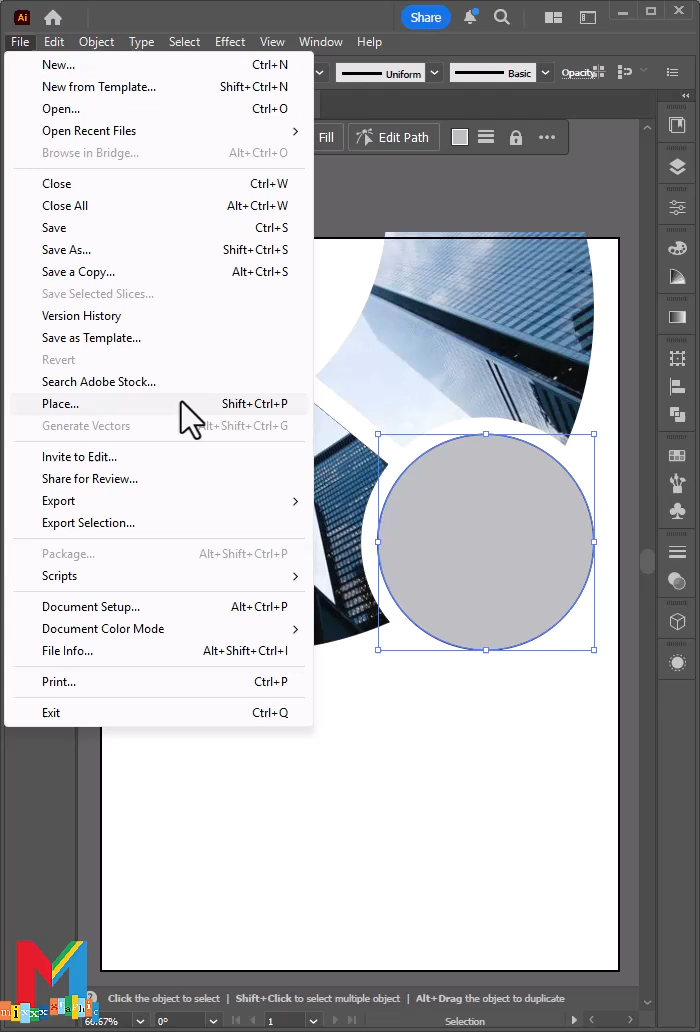 Ai
Share
File Edit Object Type Select Effect View Window Help
Uniform
Basic
Opacity
New... Ctrl+N
New from Template... Shift+Ctrl+N
Open... Ctrl+O
Open Recent Files
Browse in Bridge... Alt+Ctrl+O
Fill
Edit Path
Close Ctrl+W
Close All Alt+Ctrl+W
Save Ctrl+S
Save As... Shift+Ctrl+S
Save a Copy... Alt+Ctrl+S
Save Selected Slices...
Version History
Save as Template...
Revert
Search Adobe Stock...
Place... Shift+Ctrl+P
Generate Vectors Alt+Shift+Ctrl+G
Invite to Edit...
Share for Review...
Export
Export Selection...
Package... Alt+Shift+Ctrl+P
Scripts
Document Setup... Alt+Ctrl+P
Document Color Mode
File Info... Alt+Shift+Ctrl+I
Print... Ctrl+P
Exit Ctrl+Q
M
Click the object to select | Shift+Click to select multiple object | Alt+Drag the object to duplicate
66.67% 0° 1 Selection